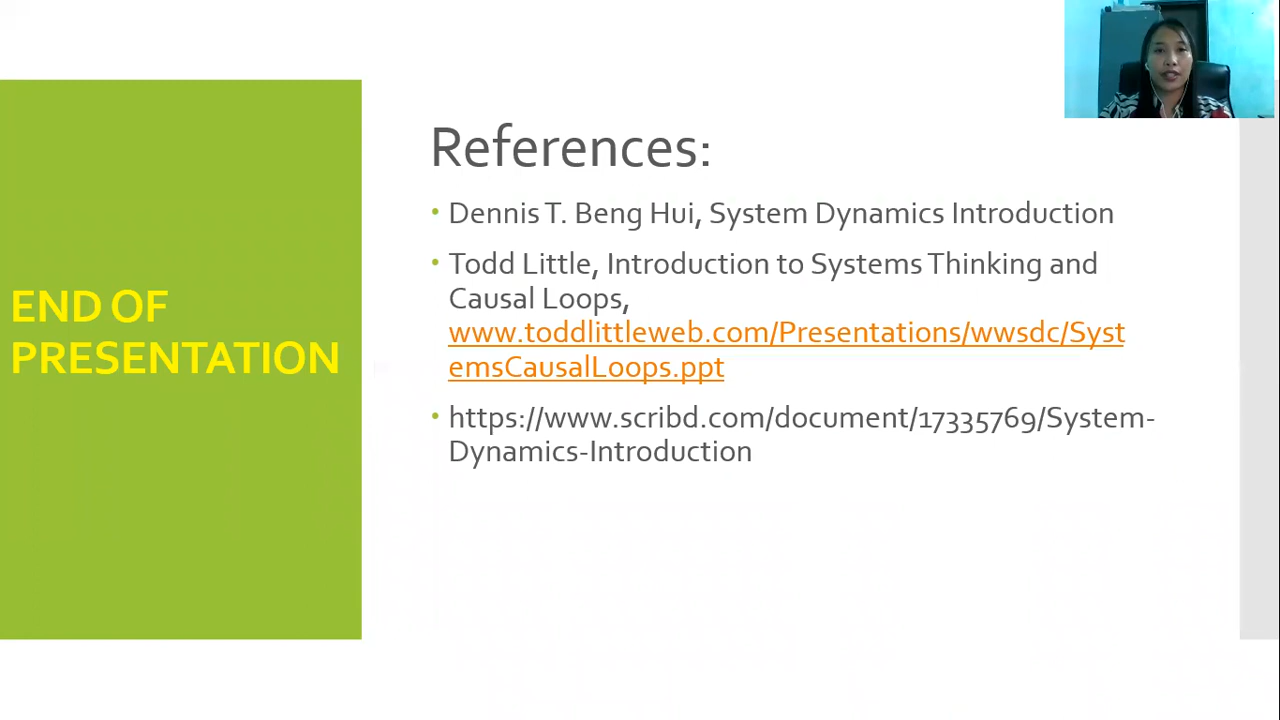 END OF
PRESENTATION
References:
• Dennis T. Beng Hui, System Dynamics Introduction
• Todd Little, Introduction to Systems Thinking and
Causal Loops,
www.toddlittleweb.com/Presentations/wwsdc/Syst
emsCausalLoops.ppt
• https://www.scribd.com/document/17335769/System-
Dynamics-Introduction